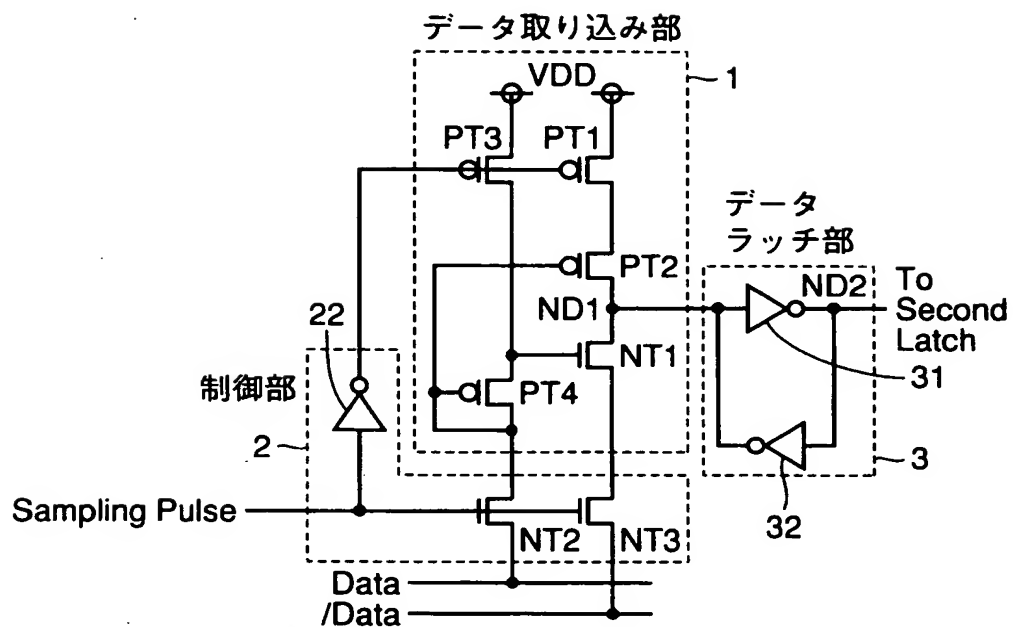 データ取り込み部
VDD
1
PT3
PT1
データ
ラッチ部
PT2
ND1
ND2
To
Second
Latch
22
NT1
制御部
PT4
31
2
3
Sampling Pulse
NT2
NT3
32
Data
/Data